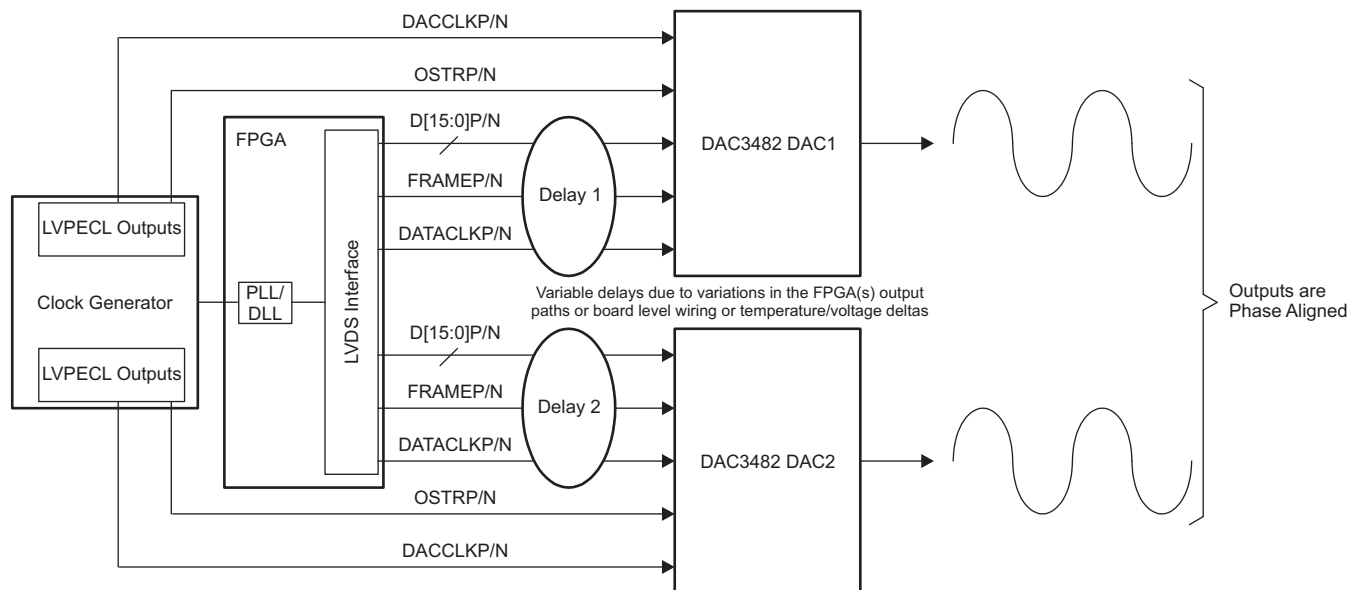 DACCLKP/N
OSTRP/N
FPGA
D[15:0]P/N
FRAMEP/N
DATACLKP/N
Delay 1
DAC3482 DAC1
LVPECL Outputs
Clock Generator
LVPECL Outputs
PLL/
DLL
LVDS Interface
Variable delays due to variations in the FPGA(s) output
paths or board level wiring or temperature/voltage deltas
Outputs are
Phase Aligned
D[15:0]P/N
FRAMEP/N
DATACLKP/N
Delay 2
DAC3482 DAC2
OSTRP/N
DACCLKP/N